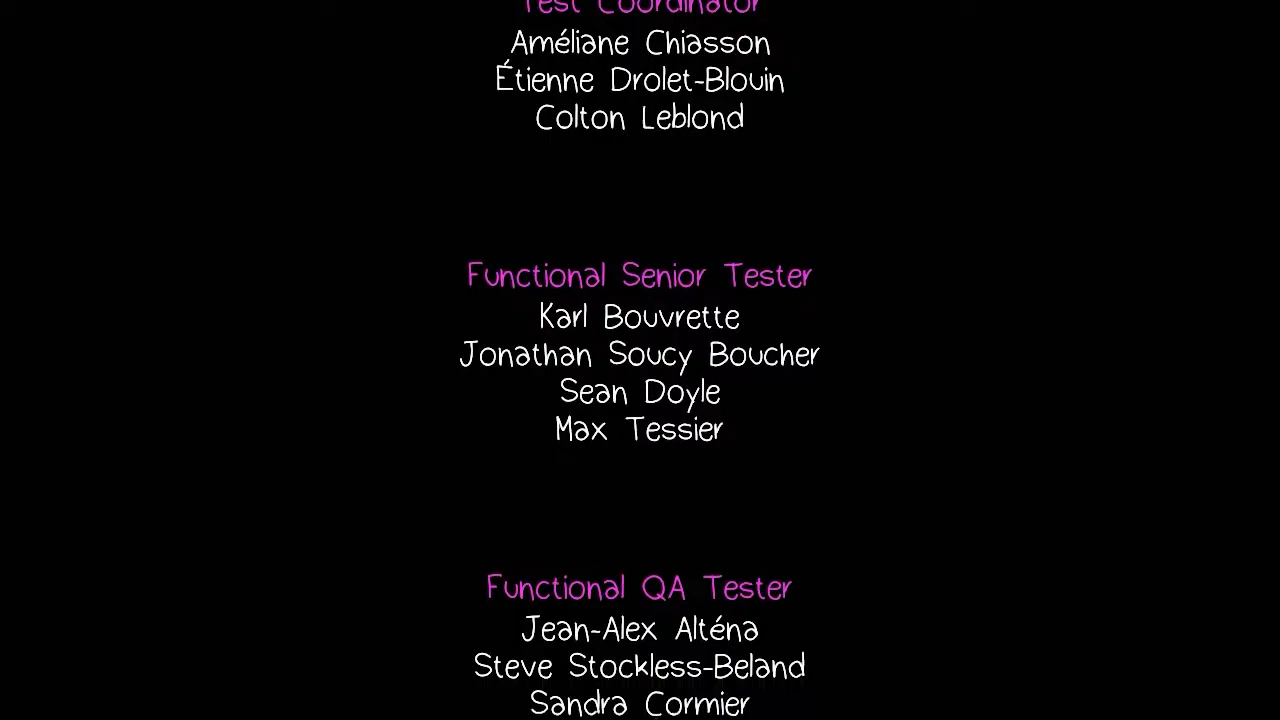 Test Coordinator
Améliane Chiasson
Étienne Drolet-Blouin
Colton Leblond
Functional Senior Tester
Karl Bouvrette
Jonathan Soucy Boucher
Sean Doyle
Max Tessier
Functional QA Tester
Jean-Alex Alténa
Steve Stockless-Beland
Sandra Cormier